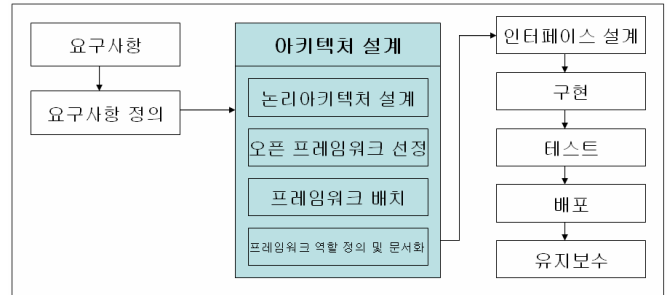 요구사항
요구사항 정의
아키텍처 설계
논리아키텍처 설계
오픈 프레임워크 선정
프레임워크 배치
프레임워크 역할 정의 및 문서화
인터페이스 설계
구현
테스트
배포
유지보수